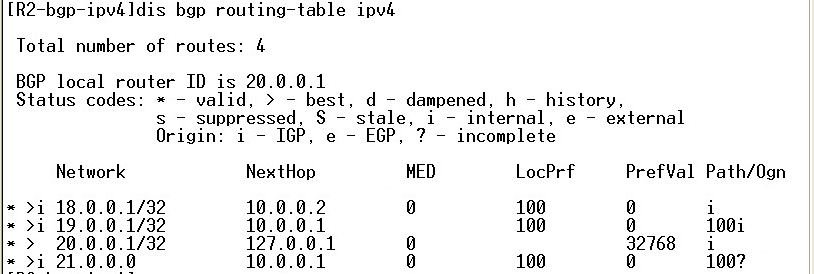 [R2-bgp-ipv4]dis bgp routing-table ipv4
Total number of routes: 4
BGP local router ID is 20.0.0.1
Status codes: * - valid, > - best, d - dampened, h - history,
s - suppressed, S - stale, i - internal, e - external
Origin: i - IGP, e - EGP, ? - incomplete
Network NextHop MED LocPrf PrefVal Path/Ogn
* >i 18.0.0.1/32 10.0.0.2 0 100 0 i
* >i 19.0.0.1/32 10.0.0.1 100 0 100i
* > 20.0.0.1/32 127.0.0.1 0 32768 i
* >i 21.0.0.0 10.0.0.1 0 100 0 100?